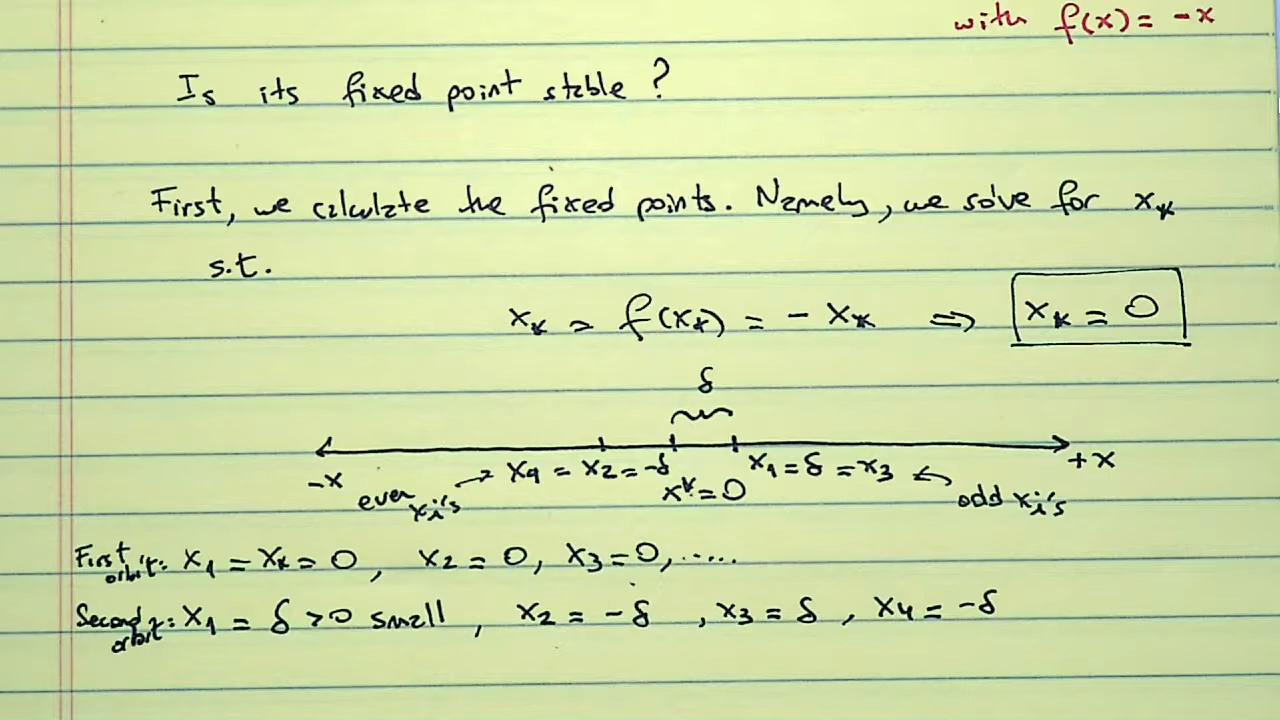 with f(x) = -x
Is its fixed point stable ?
First, we calculate the fixed points. Namely, we solve for x*
s.t.
x* = f(x*) = - x* ⇒ x* = 0
δ
-x x4 = x2 = -δ x* = 0 x1 = δ = x3 +x
even xi's odd xi's
First orbit: x1 = x* = 0 , x2 = 0, x3 = 0, ......
Second orbit: x1 = δ > 0 small , x2 = -δ , x3 = δ , x4 = -δ